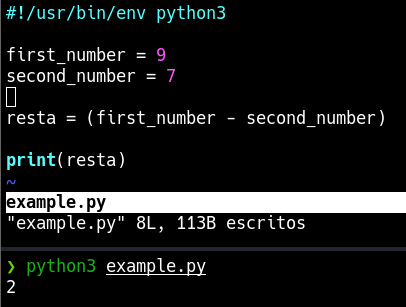 #!/usr/bin/env python3
first_number = 9
second_number = 7
resta = (first_number - second_number)
print(resta)
~
example.py
"example.py" 8L, 113B escritos
❯ python3 example.py
2